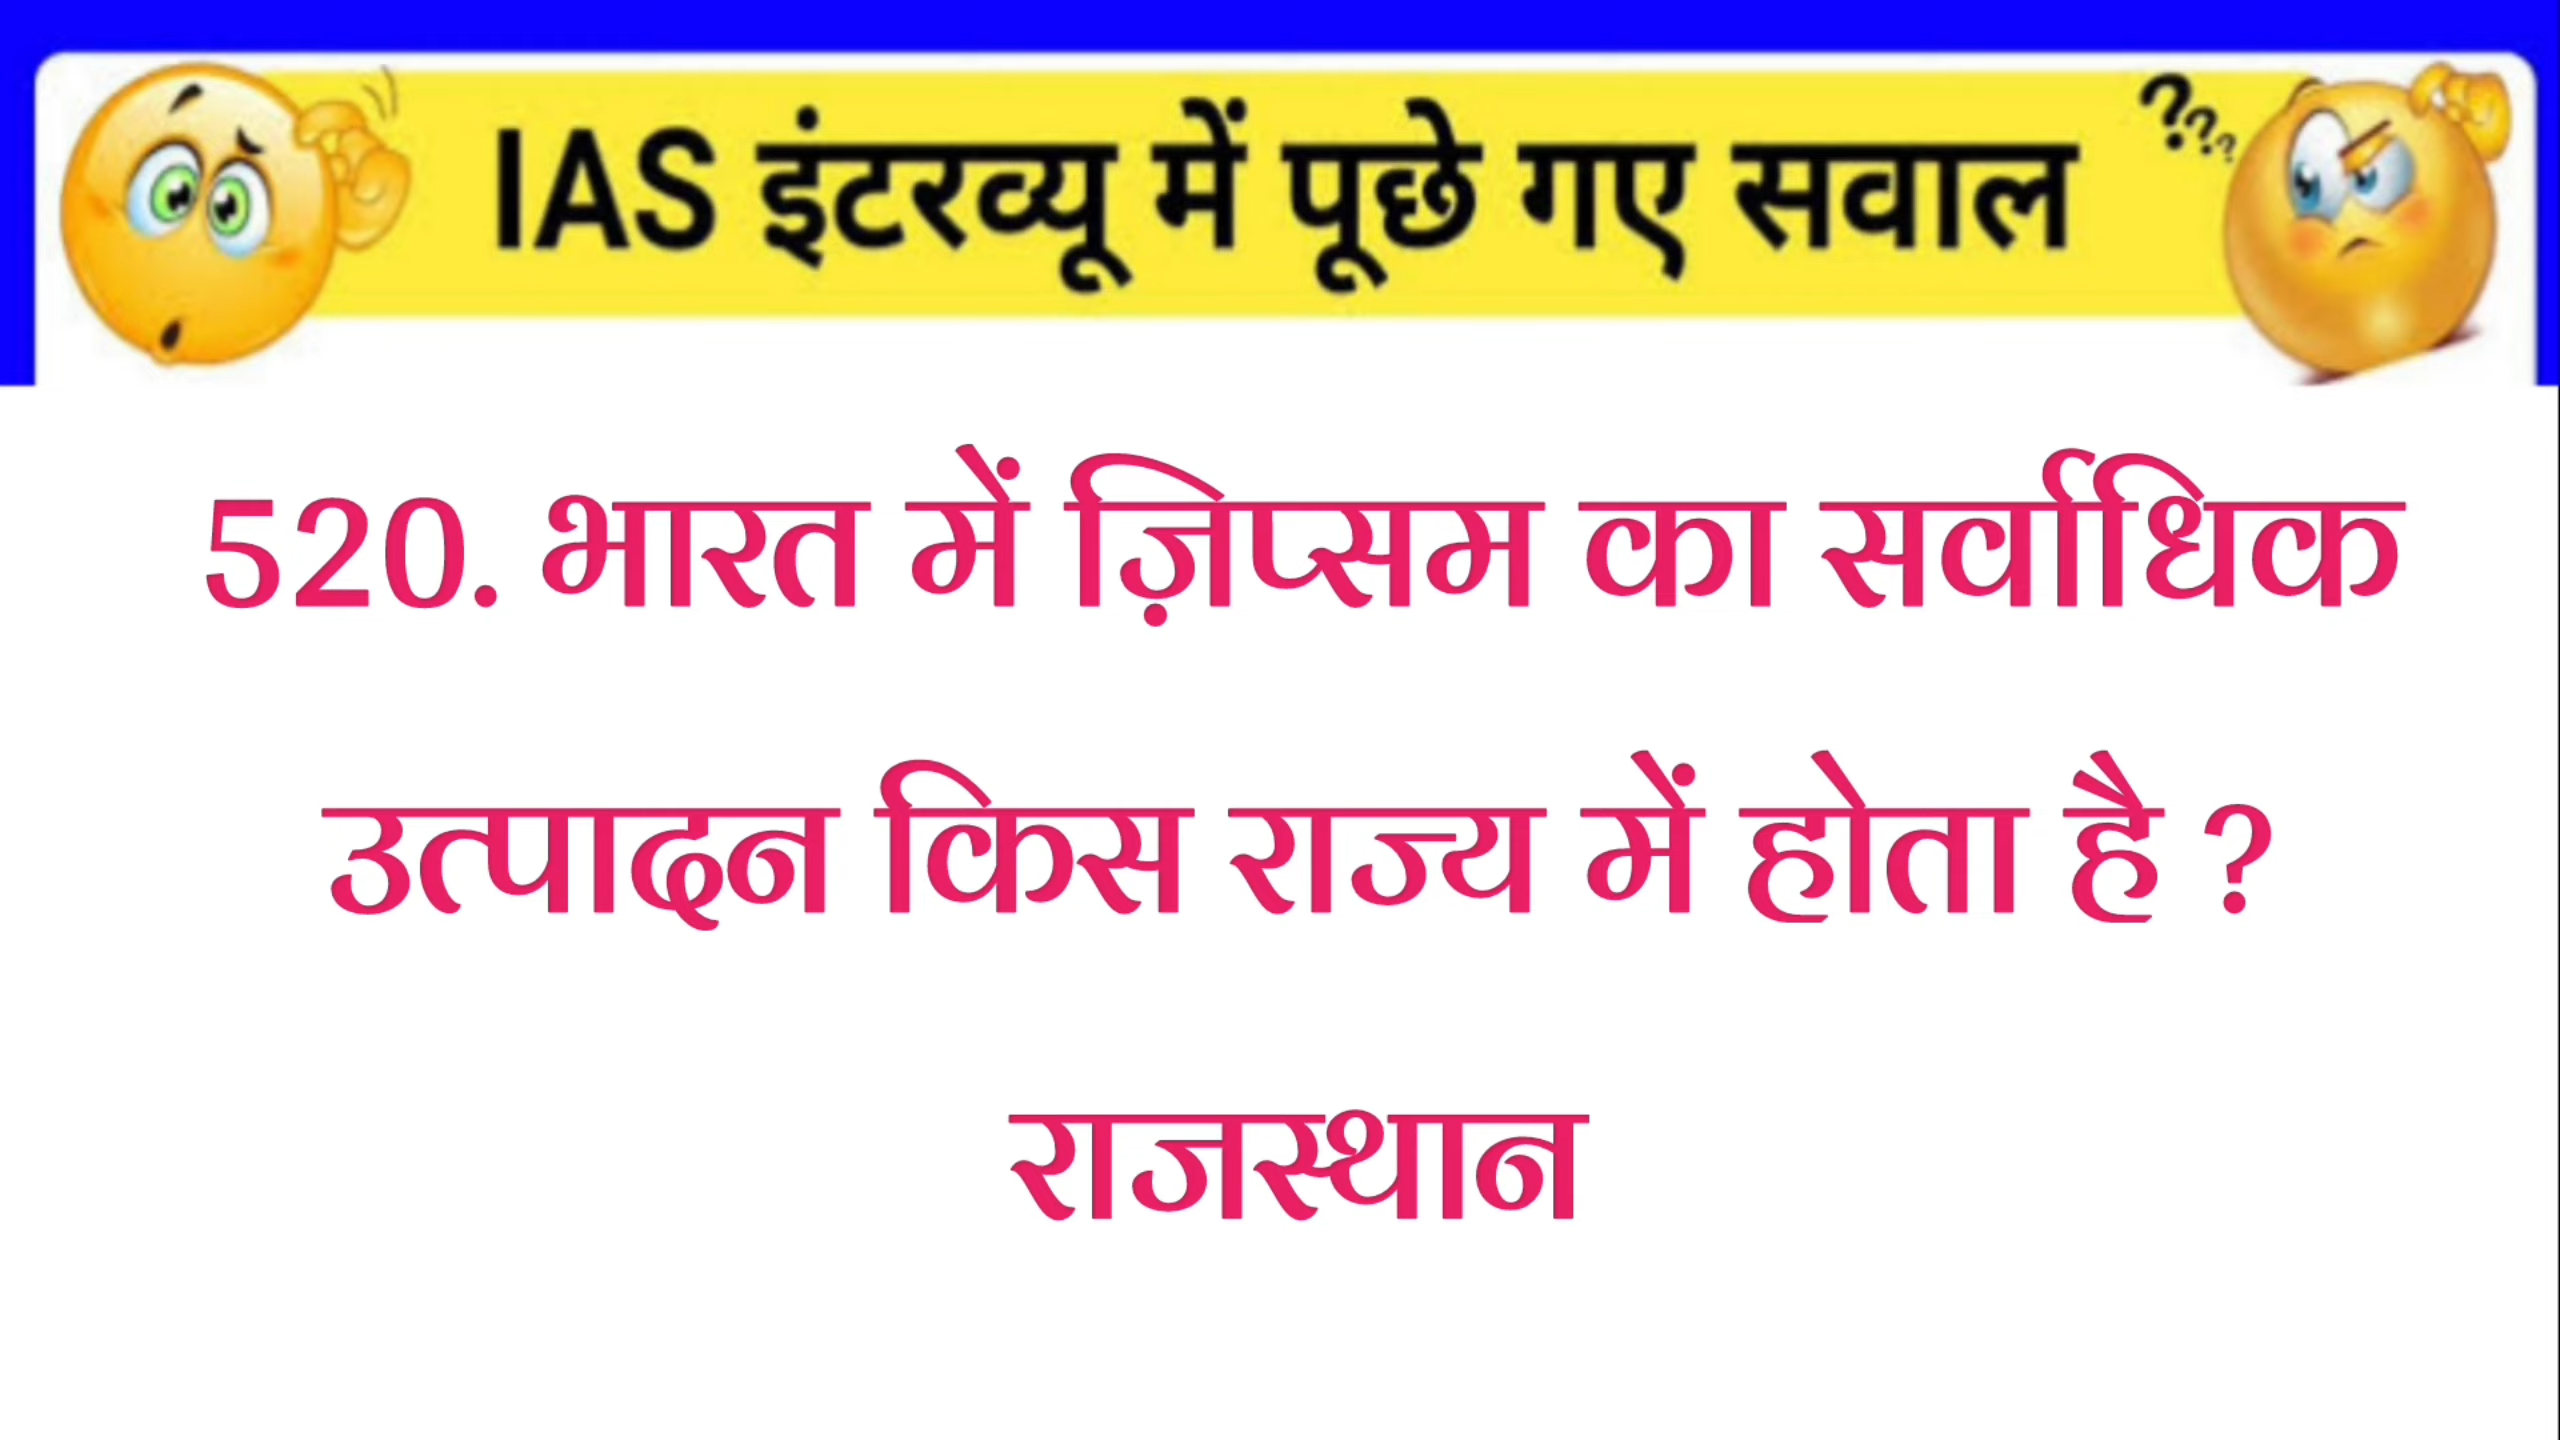 IAS इंटरव्यू में पूछे गए सवाल
???
520. भारत में ज़िप्सम का सर्वाधिक
उत्पादन किस राज्य में होता है ?
राजस्थान